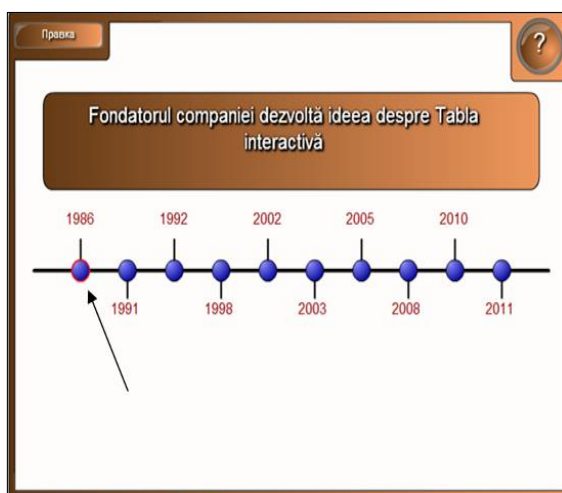 Правка
?
Fondatorul companiei dezvoltă ideea despre Tabla
interactivă
1986 1992 2002 2005 2010
1991 1998 2003 2008 2011